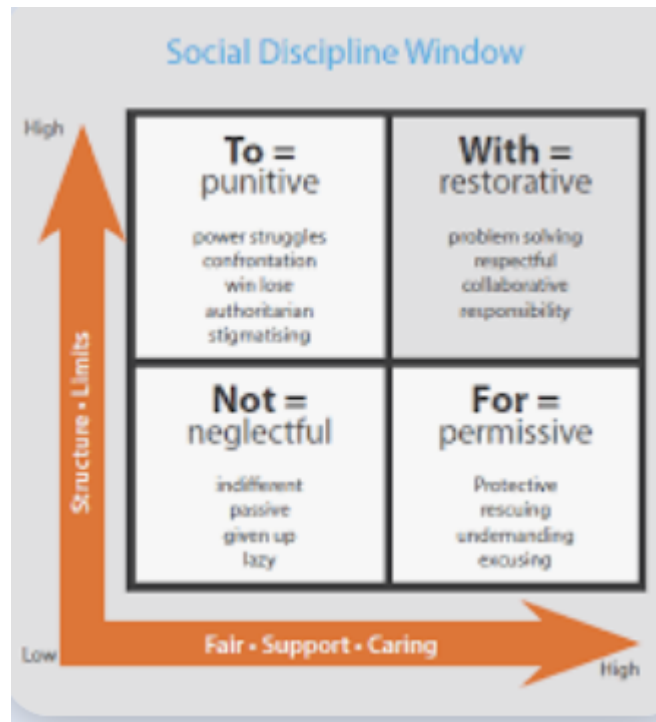 Social Discipline Window
High
To =
punitive
power struggles
confrontation
win lose
authoritarian
stigmatising
With =
restorative
problem solving
respectful
collaborative
responsibility
Structure • Limits
Not =
neglectful
indifferent
passive
given up
lazy
For =
permissive
Protective
rescuing
undemanding
excusing
Low
Fair • Support • Caring
High